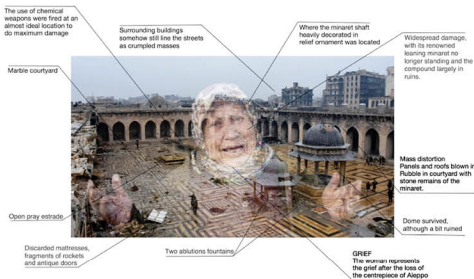 The use of chemical
weapons were fired at an
almost ideal location to
do maximum damage
Surrounding buildings
somehow still line the streets
as crumpled masses
Where the minaret shaft
heavily decorated in
relief ornament was located
Widespread damage,
with its renowned
leaning minaret no
longer standing and the
compound largely in
ruins.
Marble courtyard
Mass distortion
Panels and roofs blown in
Rubble in courtyard with
stone remains of the
minaret.
Open pray estrade
Dome survived,
although a bit ruined
Discarded mattresses,
fragments of rockets
and antique doors
Two ablutions fountains
GRIEF
The woman represents
the grief after the loss of
the centrepiece of Aleppo